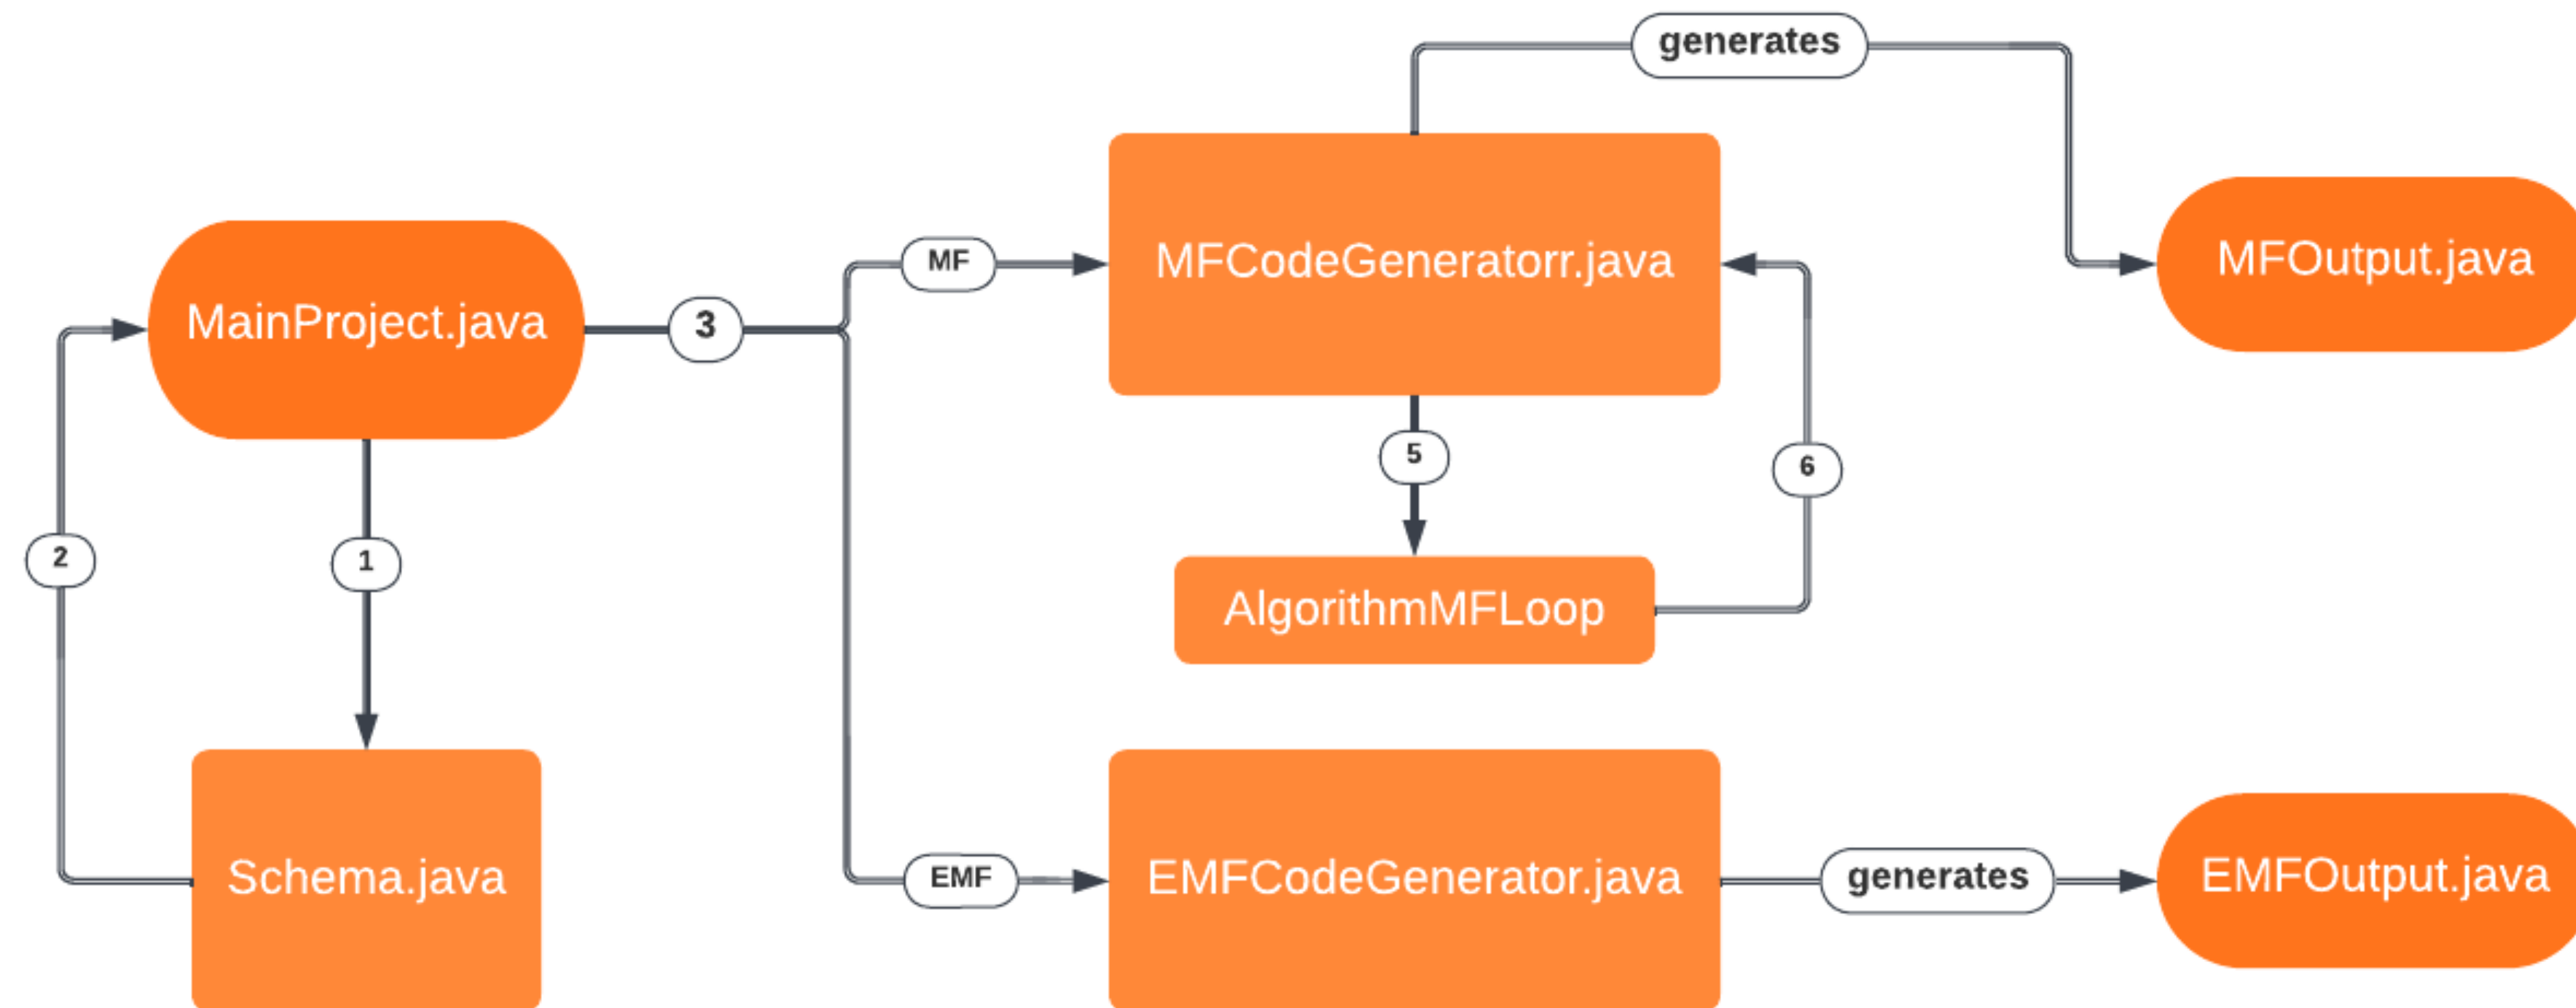 generates
MFCodeGeneratorr.java
MFOutput.java
MF
MainProject.java
3
5
6
2
1
AlgorithmMFLoop
Schema.java
EMF
EMFCodeGenerator.java
generates
EMFOutput.java